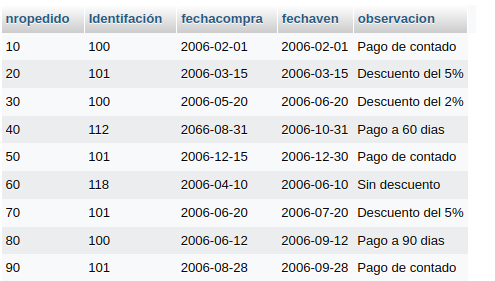 nropedido Identifación fechacompra fechaven observacion
10 100 2006-02-01 2006-02-01 Pago de contado
20 101 2006-03-15 2006-03-15 Descuento del 5%
30 100 2006-05-20 2006-06-20 Descuento del 2%
40 112 2066-08-31 2006-10-31 Pago a 60 dias
50 101 2006-12-15 2006-12-30 Pago de contado
60 118 2006-04-10 2006-06-10 Sin descuento
70 101 2006-06-20 2006-07-20 Descuento del 5%
80 100 2006-06-12 2006-09-12 Pago a 90 dias
90 101 2006-08-28 2006-09-28 Pago de contado